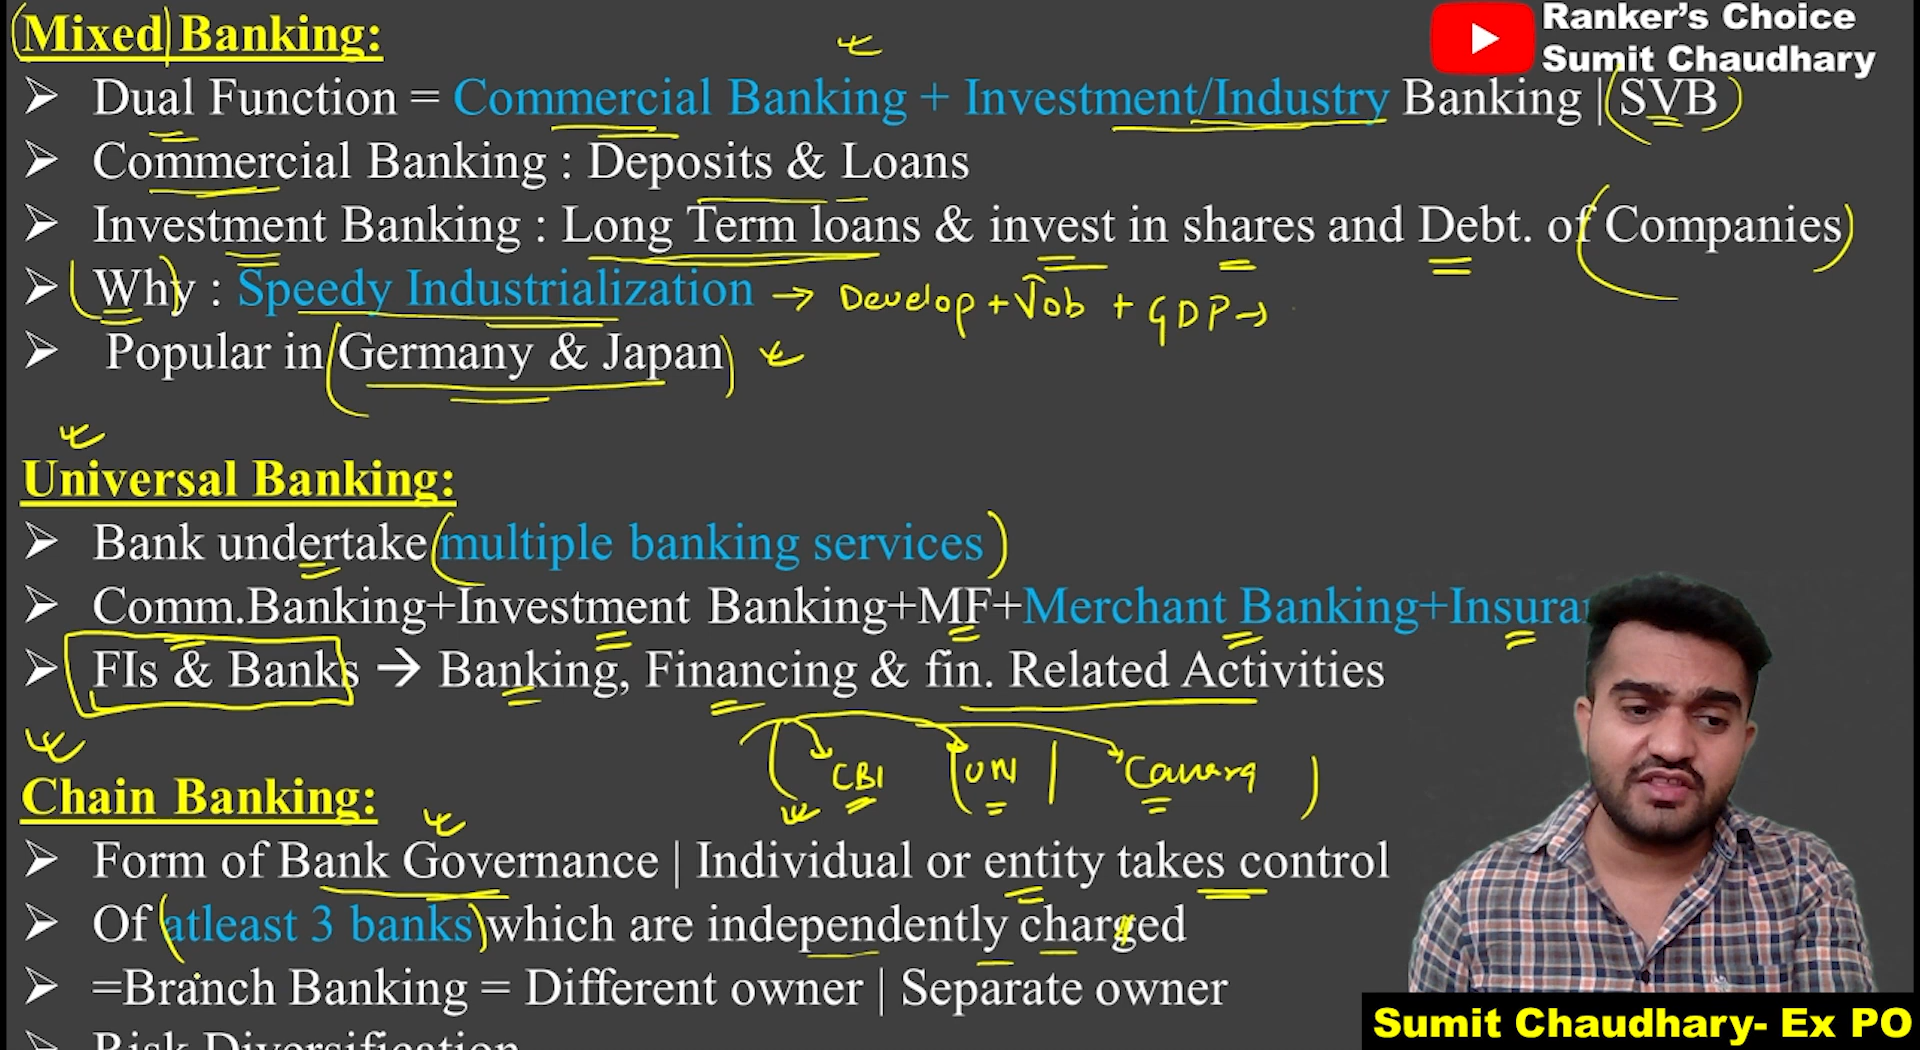 Mixed Banking:
Ranker's Choice
Sumit Chaudhary
➢ Dual Function = Commercial Banking + Investment/Industry Banking | SVB
➢ Commercial Banking : Deposits & Loans
➢ Investment Banking : Long Term loans & invest in shares and Debt. of Companies
➢ Why : Speedy Industrialization → Develop + Job + GDP →
➢ Popular in Germany & Japan
Universal Banking:
➢ Bank undertake multiple banking services
➢ Comm.Banking+Investment Banking+MF+Merchant Banking+Insura
➢ FIs & Banks → Banking, Financing & fin. Related Activities
CBI | Canara
Chain Banking:
➢ Form of Bank Governance | Individual or entity takes control
➢ Of atleast 3 banks which are independently charged
➢ =Branch Banking = Different owner | Separate owner
➢ Risk Diversification
Sumit Chaudhary- Ex PO